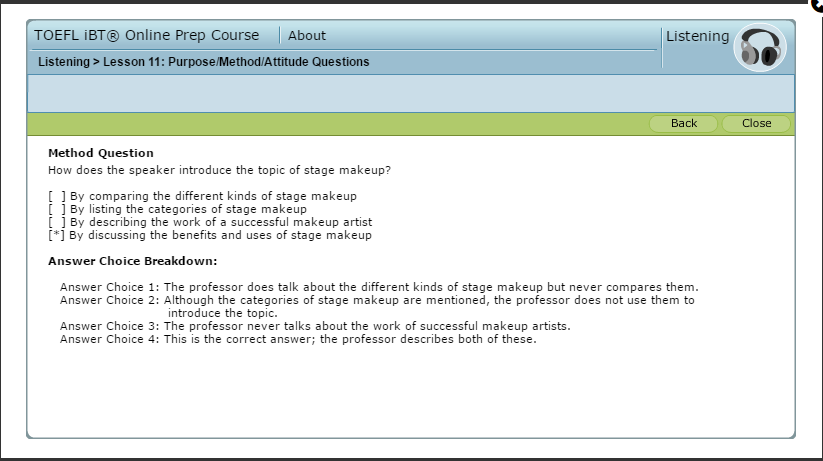 TOEFL iBT® Online Prep Course About Listening
Listening > Lesson 11: Purpose/Method/Attitude Questions
Back Close
Method Question
How does the speaker introduce the topic of stage makeup?
[ ] By comparing the different kinds of stage makeup
[ ] By listing the categories of stage makeup
[ ] By describing the work of a successful makeup artist
[*] By discussing the benefits and uses of stage makeup
Answer Choice Breakdown:
Answer Choice 1: The professor does talk about the different kinds of stage makeup but never compares them.
Answer Choice 2: Although the categories of stage makeup are mentioned, the professor does not use them to
introduce the topic.
Answer Choice 3: The professor never talks about the work of successful makeup artists.
Answer Choice 4: This is the correct answer; the professor describes both of these.